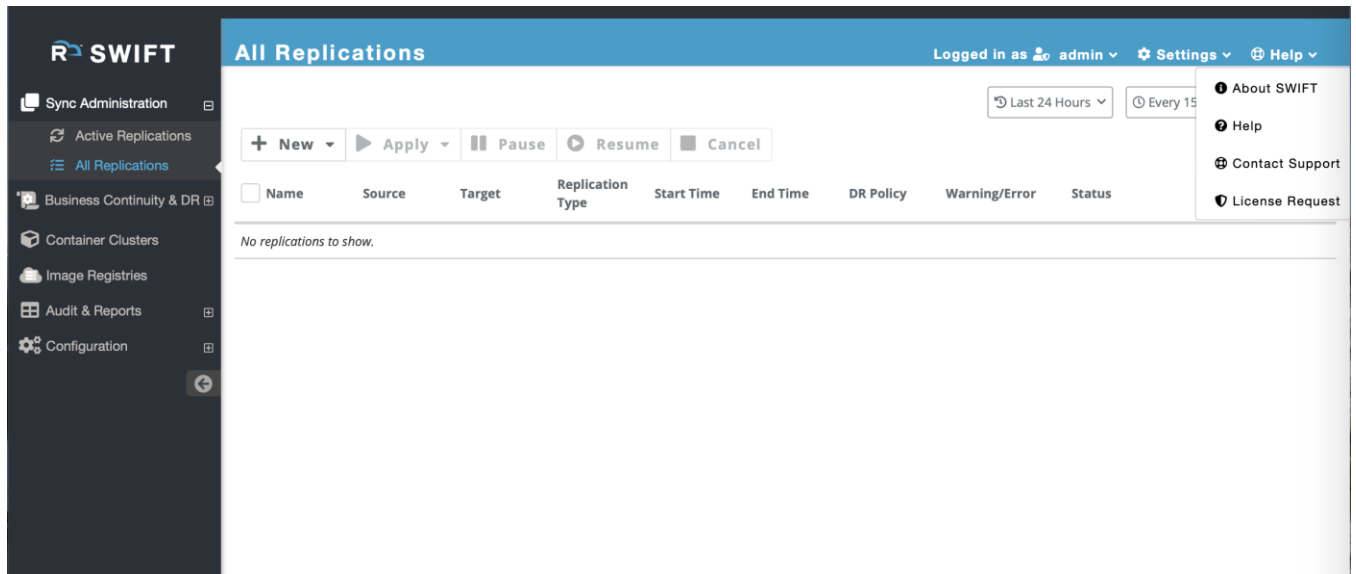 R SWIFT
All Replications
Logged in as admin Settings Help
Sync Administration
Active Replications
All Replications
Business Continuity & DR
Container Clusters
Image Registries
Audit & Reports
Configuration
Last 24 Hours Every 15
About SWIFT
Help
Contact Support
License Request
New Apply Pause Resume Cancel
Name Source Target Replication Type Start Time End Time DR Policy Warning/Error Status
No replications to show.